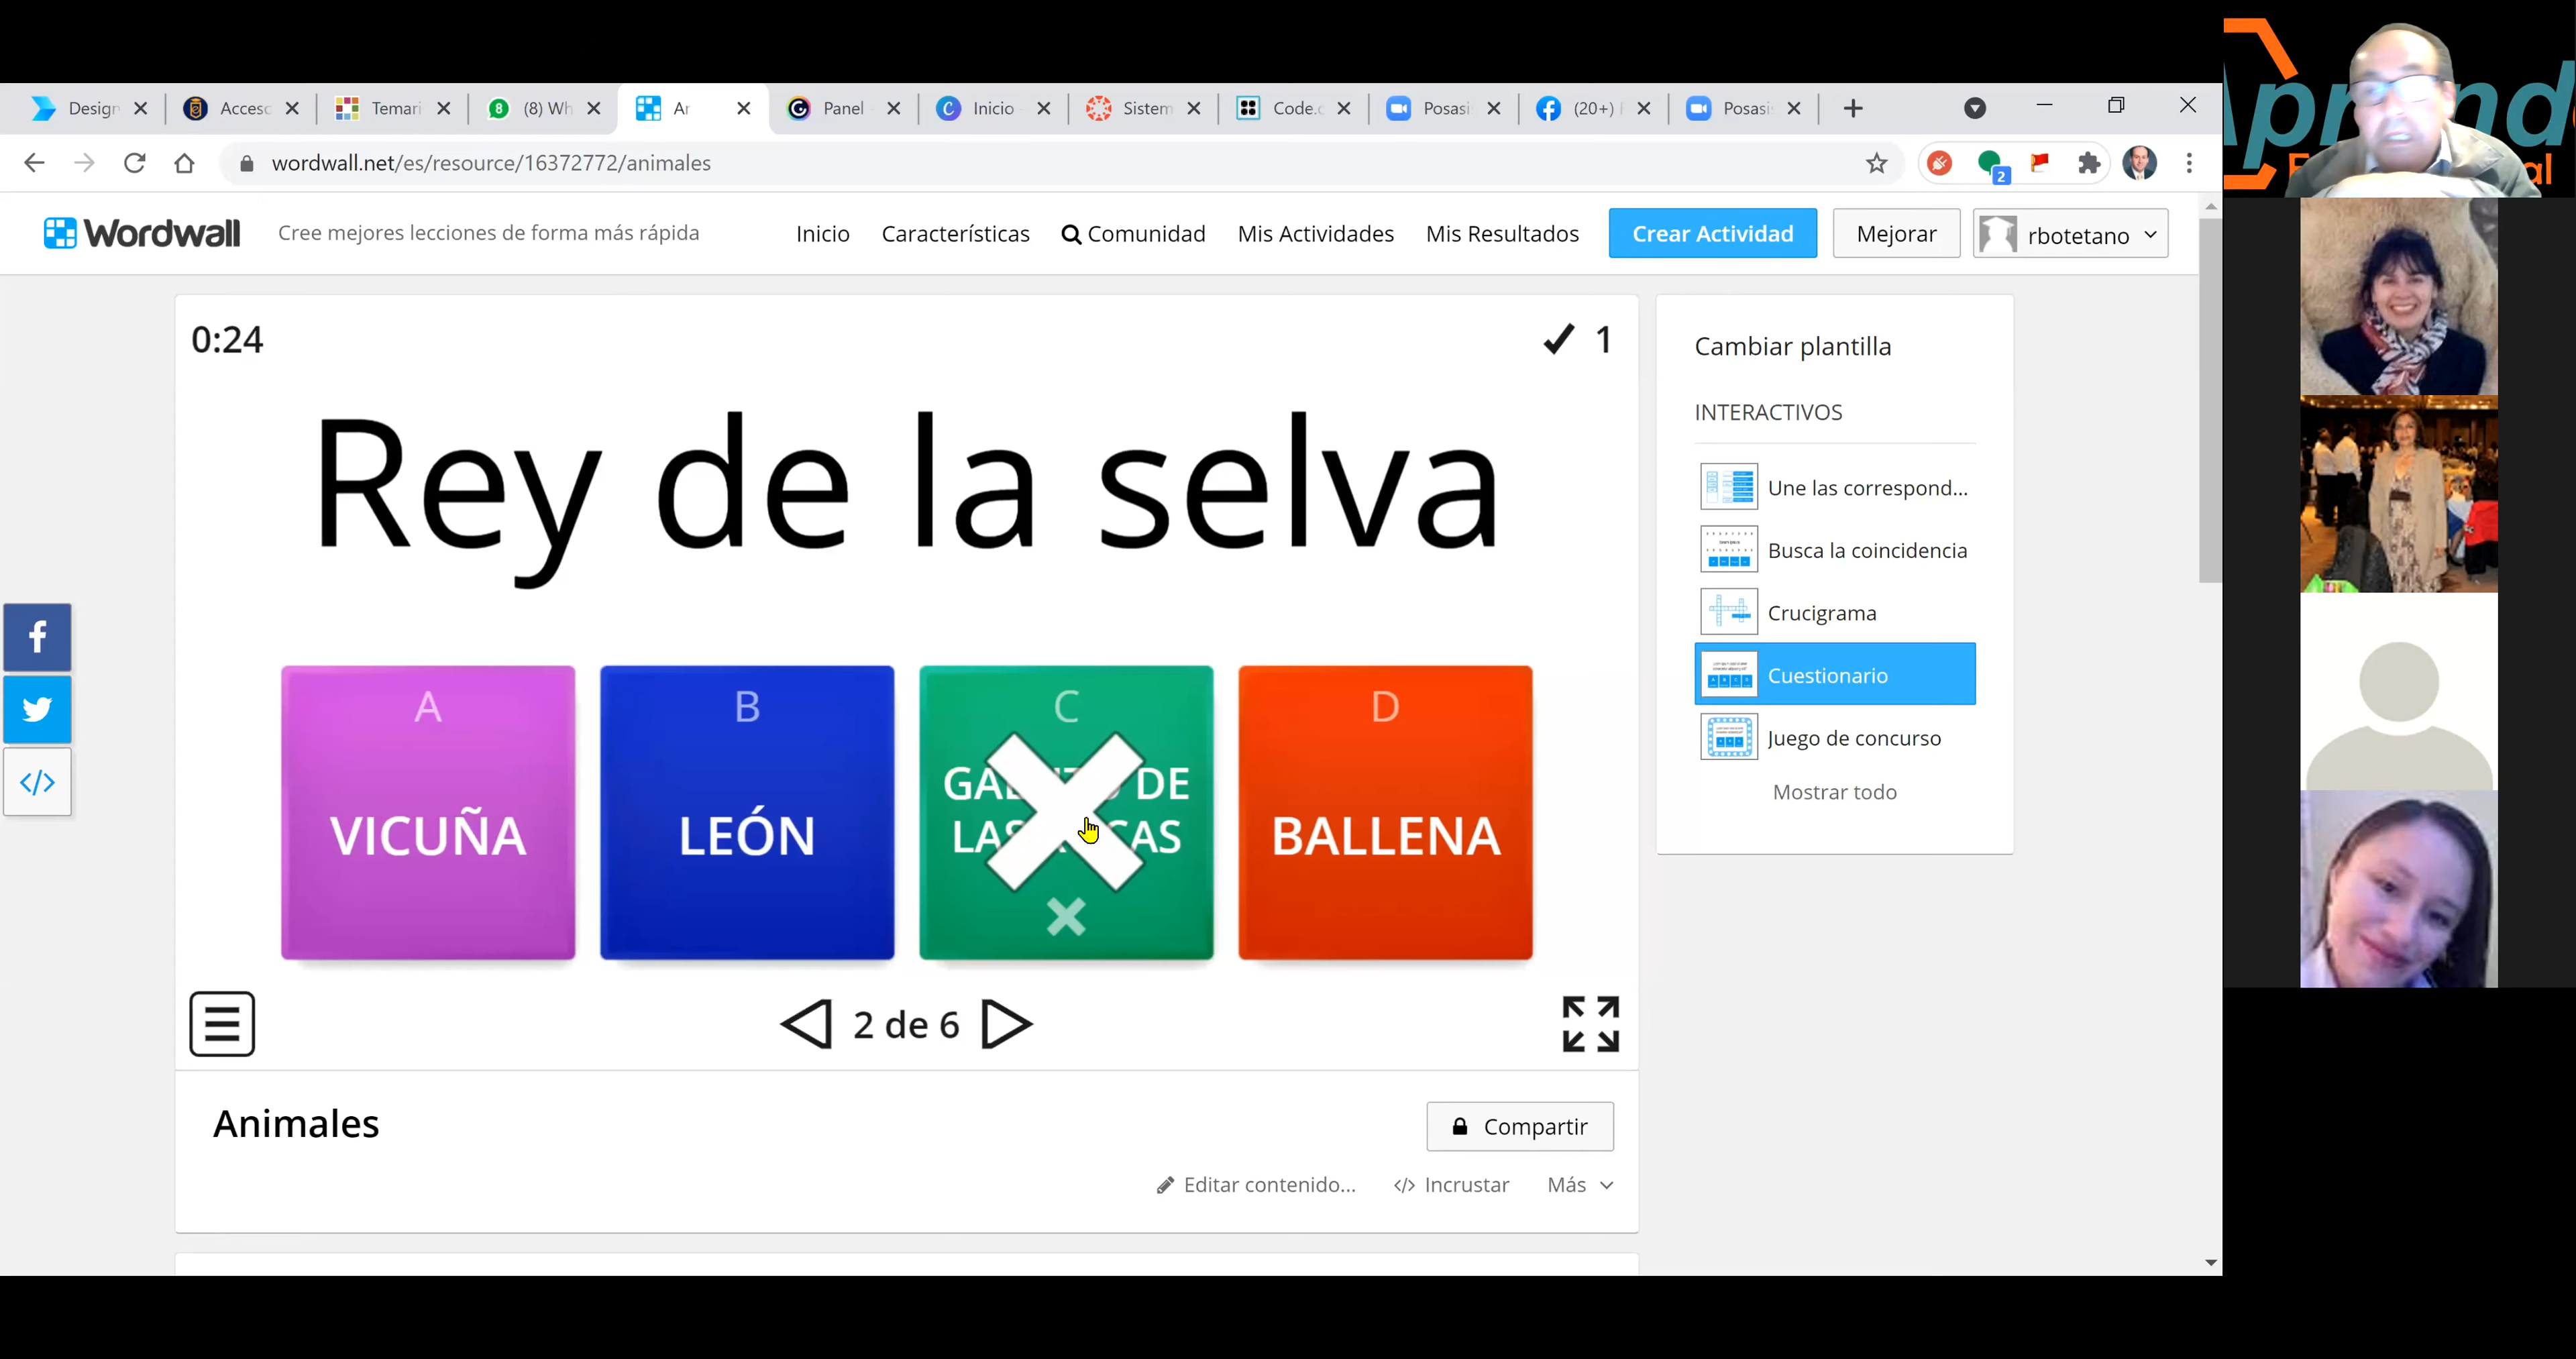 Design
Acceso
Temari
8
(8) Wh
Ar
Panel
Inicio
Sistem
Code.c
Posasi
(20+)
Posasi
wordwall.net/es/resource/16372772/animales
2
Wordwall
Cree mejores lecciones de forma más rápida
Inicio
Características
Comunidad
Mis Actividades
Mis Resultados
Crear Actividad
Mejorar
rbotetano
0:24
1
Rey de la selva
A
VICUÑA
B
LEÓN
C
DE
D
BALLENA
2 de 6
Animales
Compartir
Editar contenido...
Incrustar
Más
Cambiar plantilla
INTERACTIVOS
Une las correspond...
Busca la coincidencia
Crucigrama
Cuestionario
Juego de concurso
Mostrar todo